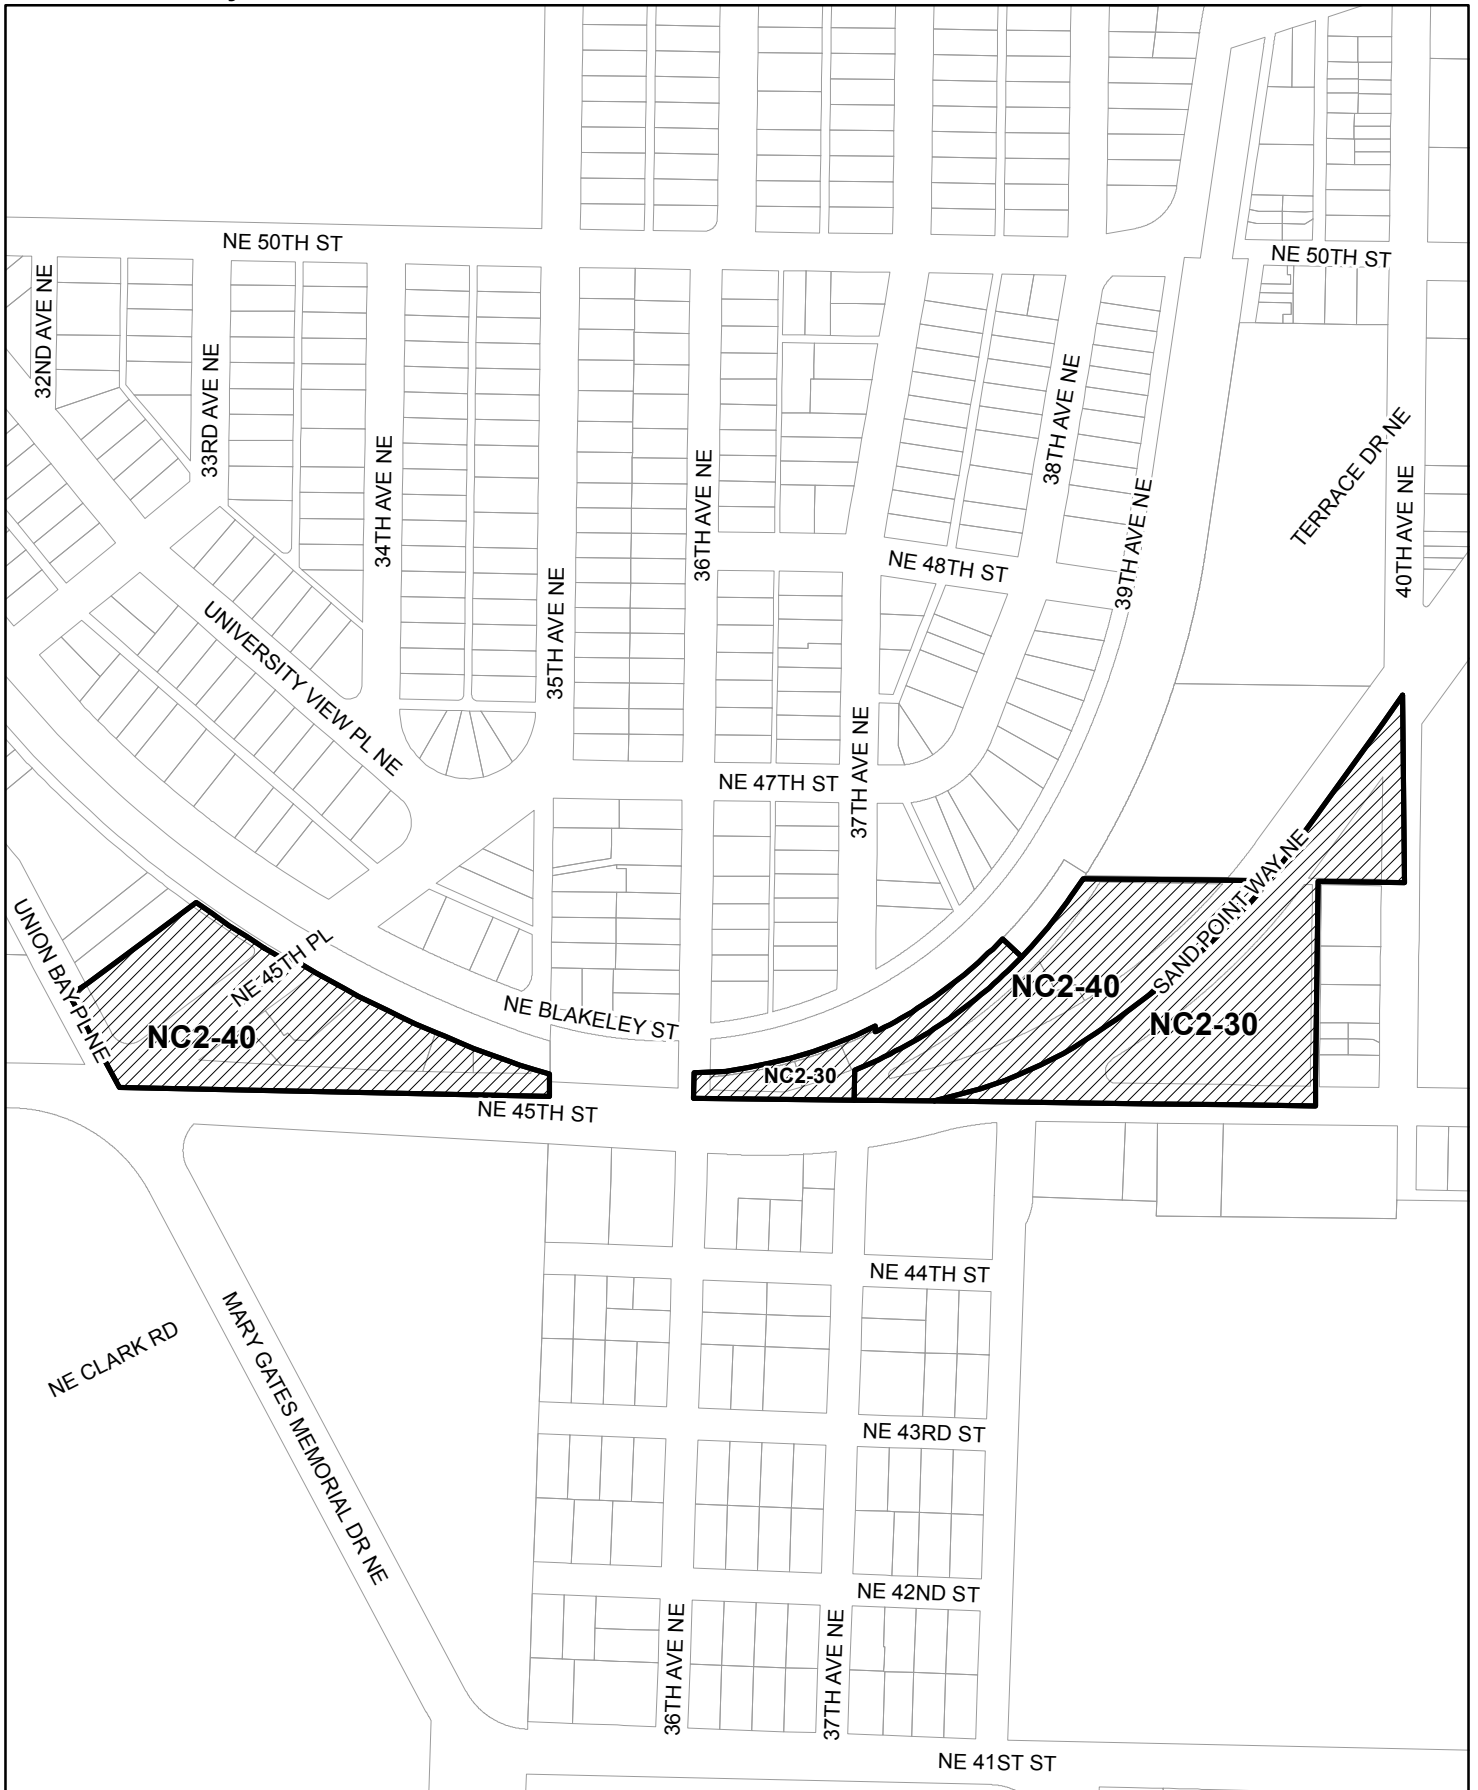 NE 50TH ST
NE 50TH ST
32ND AVE NE
33RD AVE NE
34TH AVE NE
35TH AVE NE
36TH AVE NE
38TH AVE NE
39TH AVE NE
TERRACE DR NE
40TH AVE NE
NE 48TH ST
UNIVERSITY VIEW PL NE
37TH AVE NE
NE 47TH ST
UNION BAY PL NE
NE 45TH PL
SAND POINT WAY NE
NE BLAKELEY ST
NC2-40
NC2-40
NC2-30
NC2-30
NE 45TH ST
NE 44TH ST
NE CLARK RD
MARY GATES MEMORIAL DR NE
NE 43RD ST
NE 42ND ST
36TH AVE NE
37TH AVE NE
NE 41ST ST